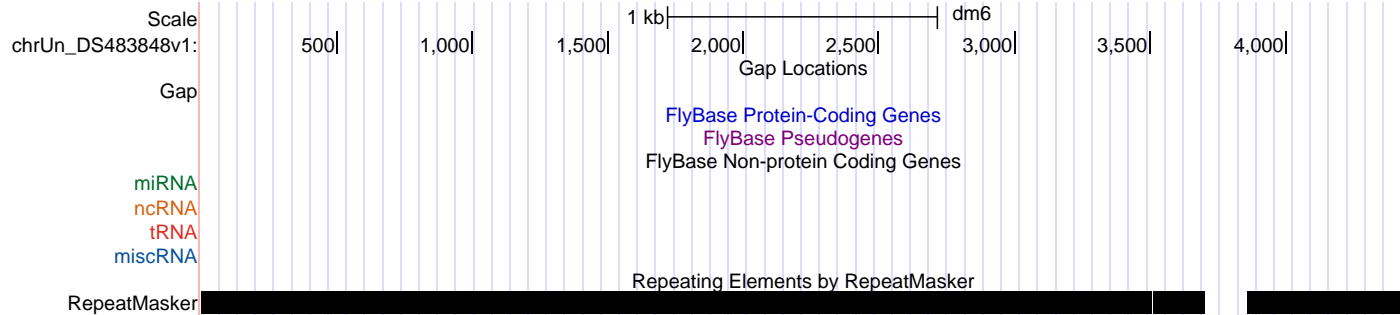 Scale 1 kb dm6
chrUn_DS483848v1: 500 1,000 1,500 2,000 2,500 3,000 3,500 4,000
Gap Locations
Gap
FlyBase Protein-Coding Genes
FlyBase Pseudogenes
FlyBase Non-protein Coding Genes
miRNA
ncRNA
tRNA
miscRNA
Repeating Elements by RepeatMasker
RepeatMasker